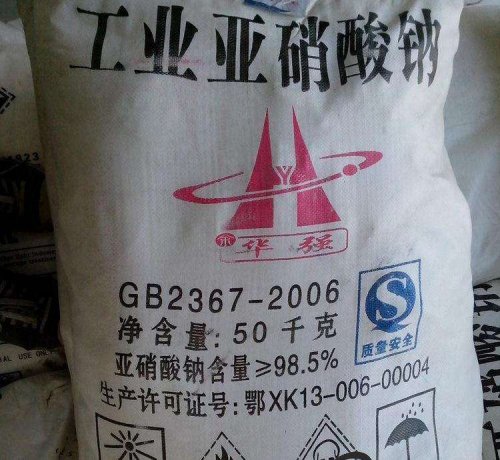 工业亚硝酸钠
华强
GB2367-2006
净含量:50千克
质量安全
亚硝酸钠含量≥98.5%
生产许可证号:鄂XK13-006-00004